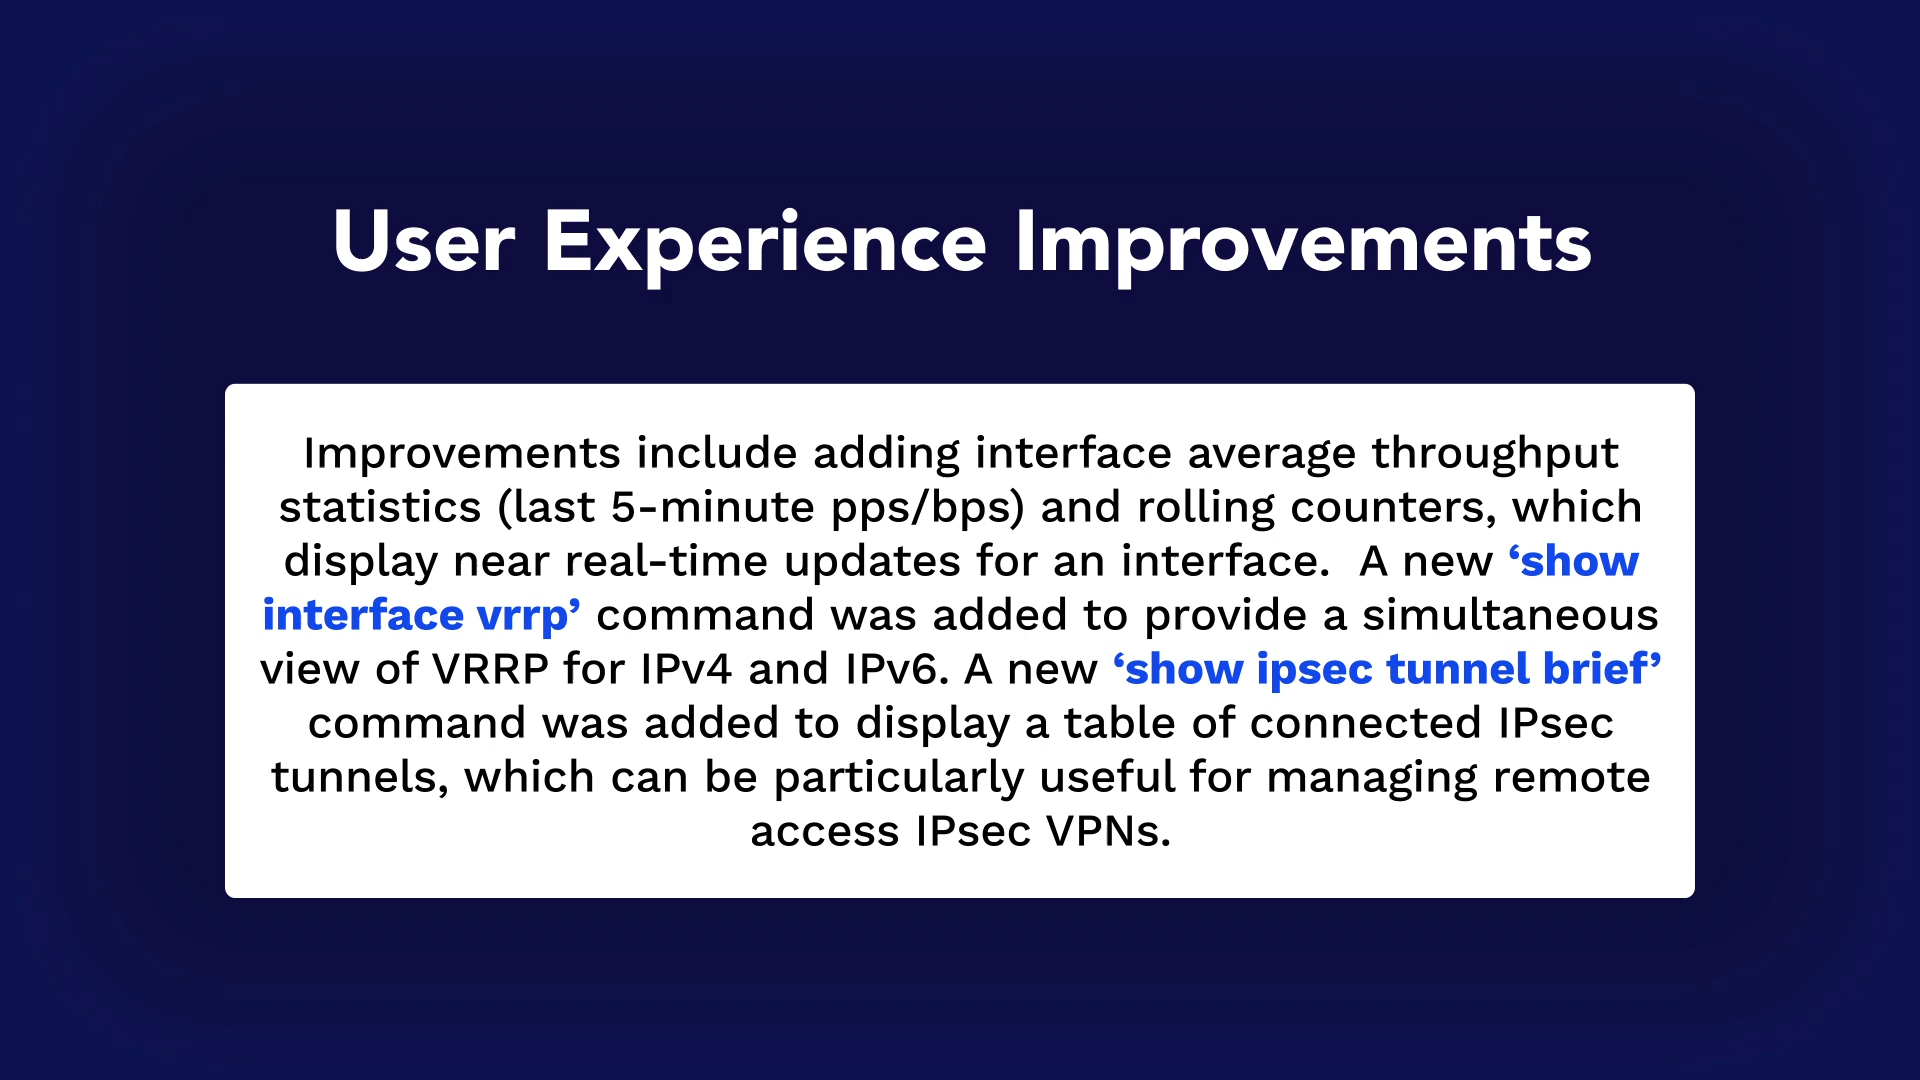 User Experience Improvements
Improvements include adding interface average throughput
statistics (last 5-minute pps/bps) and rolling counters, which
display near real-time updates for an interface.  A new ‘show
interface vrrp’ command was added to provide a simultaneous
view of VRRP for IPv4 and IPv6. A new ‘show ipsec tunnel brief’
command was added to display a table of connected IPsec
tunnels, which can be particularly useful for managing remote
access IPsec VPNs.